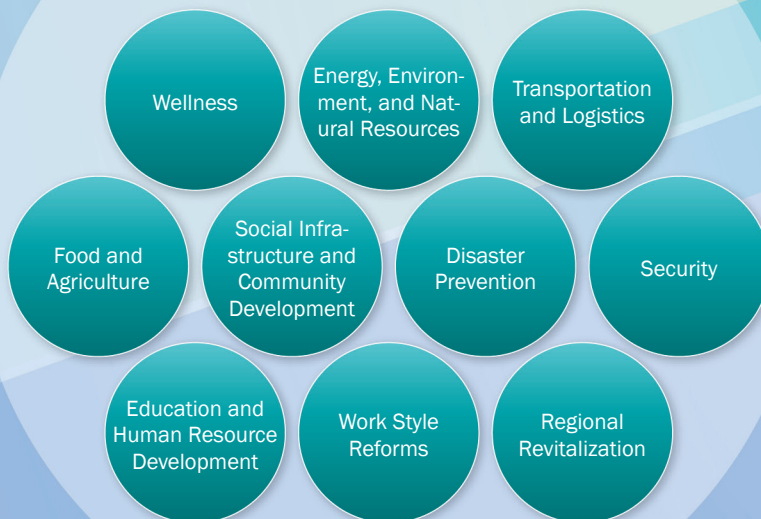 Wellness
Energy, Environ-
ment, and Nat-
ural Resources
Transportation
and Logistics
Food and
Agriculture
Social Infra-
structure and
Community
Development
Disaster
Prevention
Security
Education and
Human Resource
Development
Work Style
Reforms
Regional
Revitalization